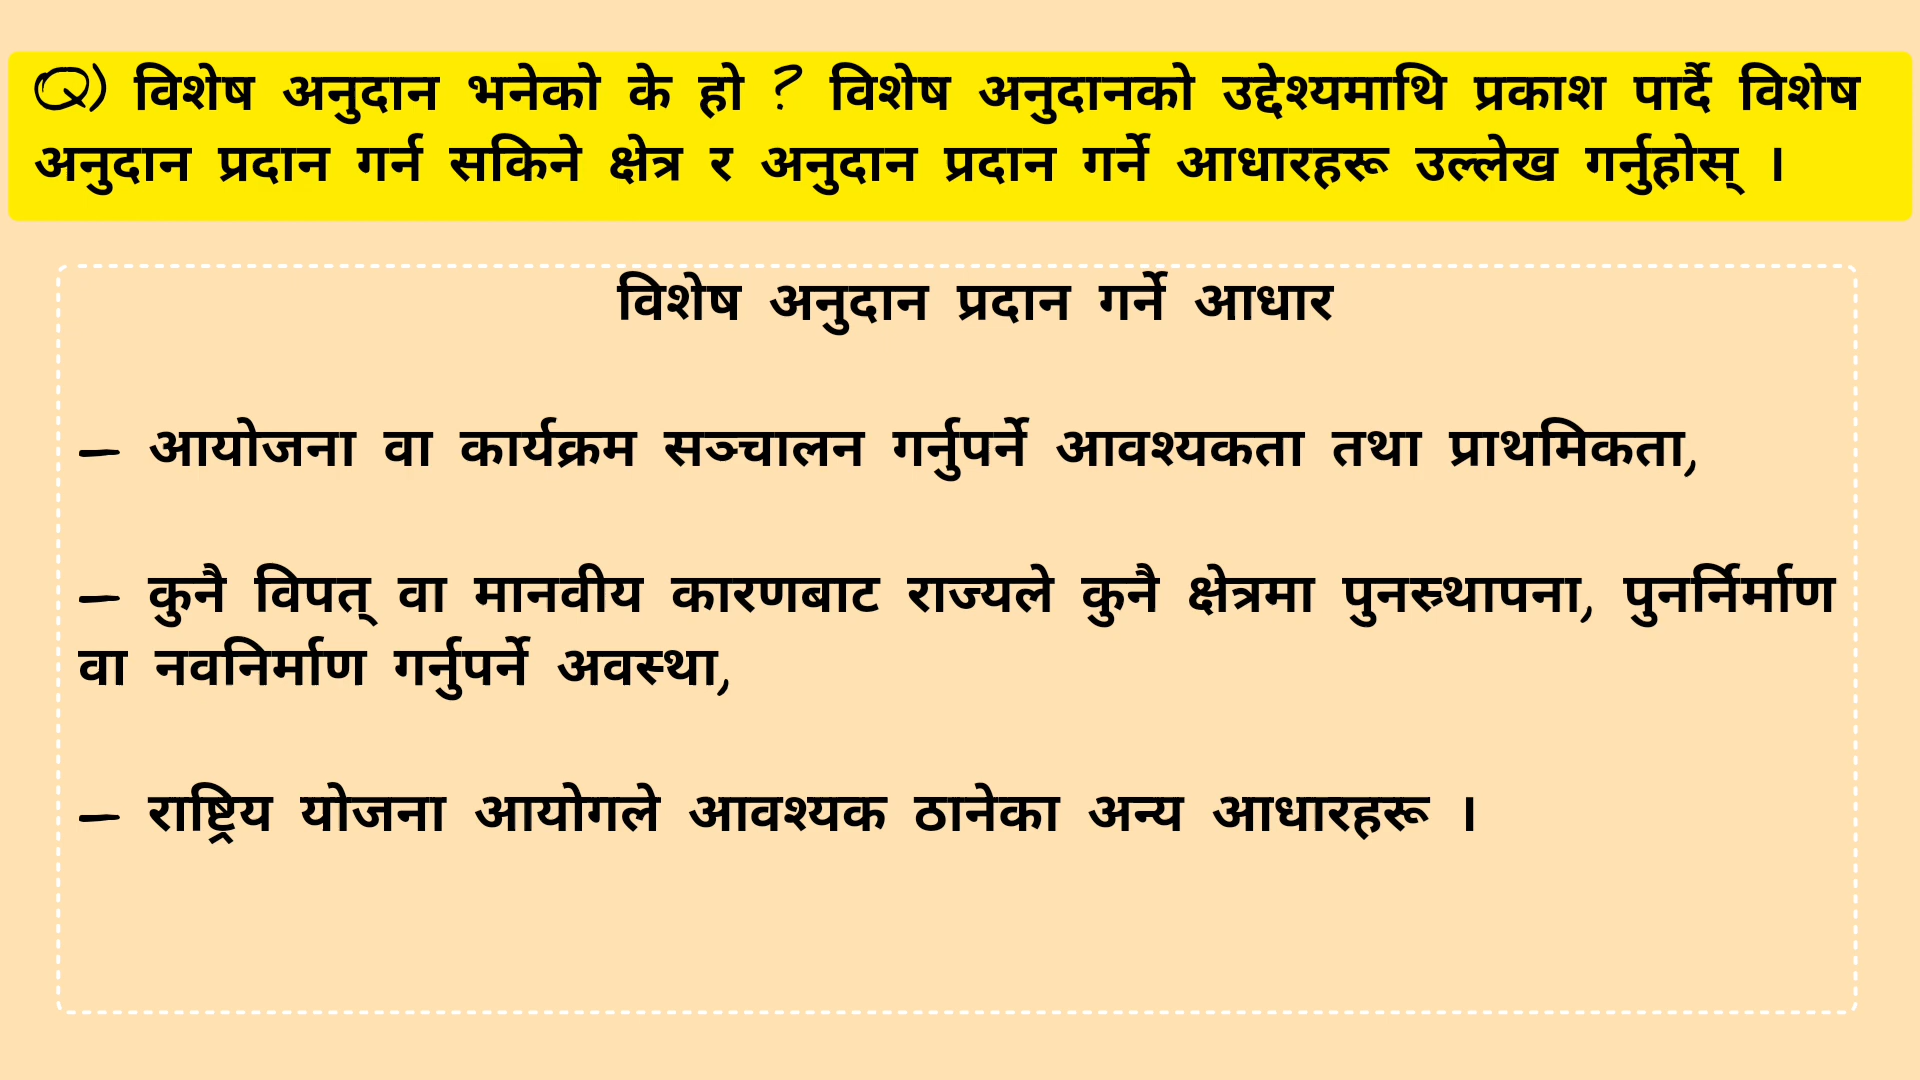 Q) विशेष अनुदान भनेको के हो ? विशेष अनुदानको उद्देश्यमाथि प्रकाश पार्दै विशेष
अनुदान प्रदान गर्न सकिने क्षेत्र र अनुदान प्रदान गर्ने आधारहरू उल्लेख गर्नुहोस् ।
विशेष अनुदान प्रदान गर्ने आधार
– आयोजना वा कार्यक्रम सञ्चालन गर्नुपर्ने आवश्यकता तथा प्राथमिकता,
– कुनै विपत् वा मानवीय कारणबाट राज्यले कुनै क्षेत्रमा पुनस्र्थापना, पुनर्निर्माण
वा नवनिर्माण गर्नुपर्ने अवस्था,
– राष्ट्रिय योजना आयोगले आवश्यक ठानेका अन्य आधारहरू ।